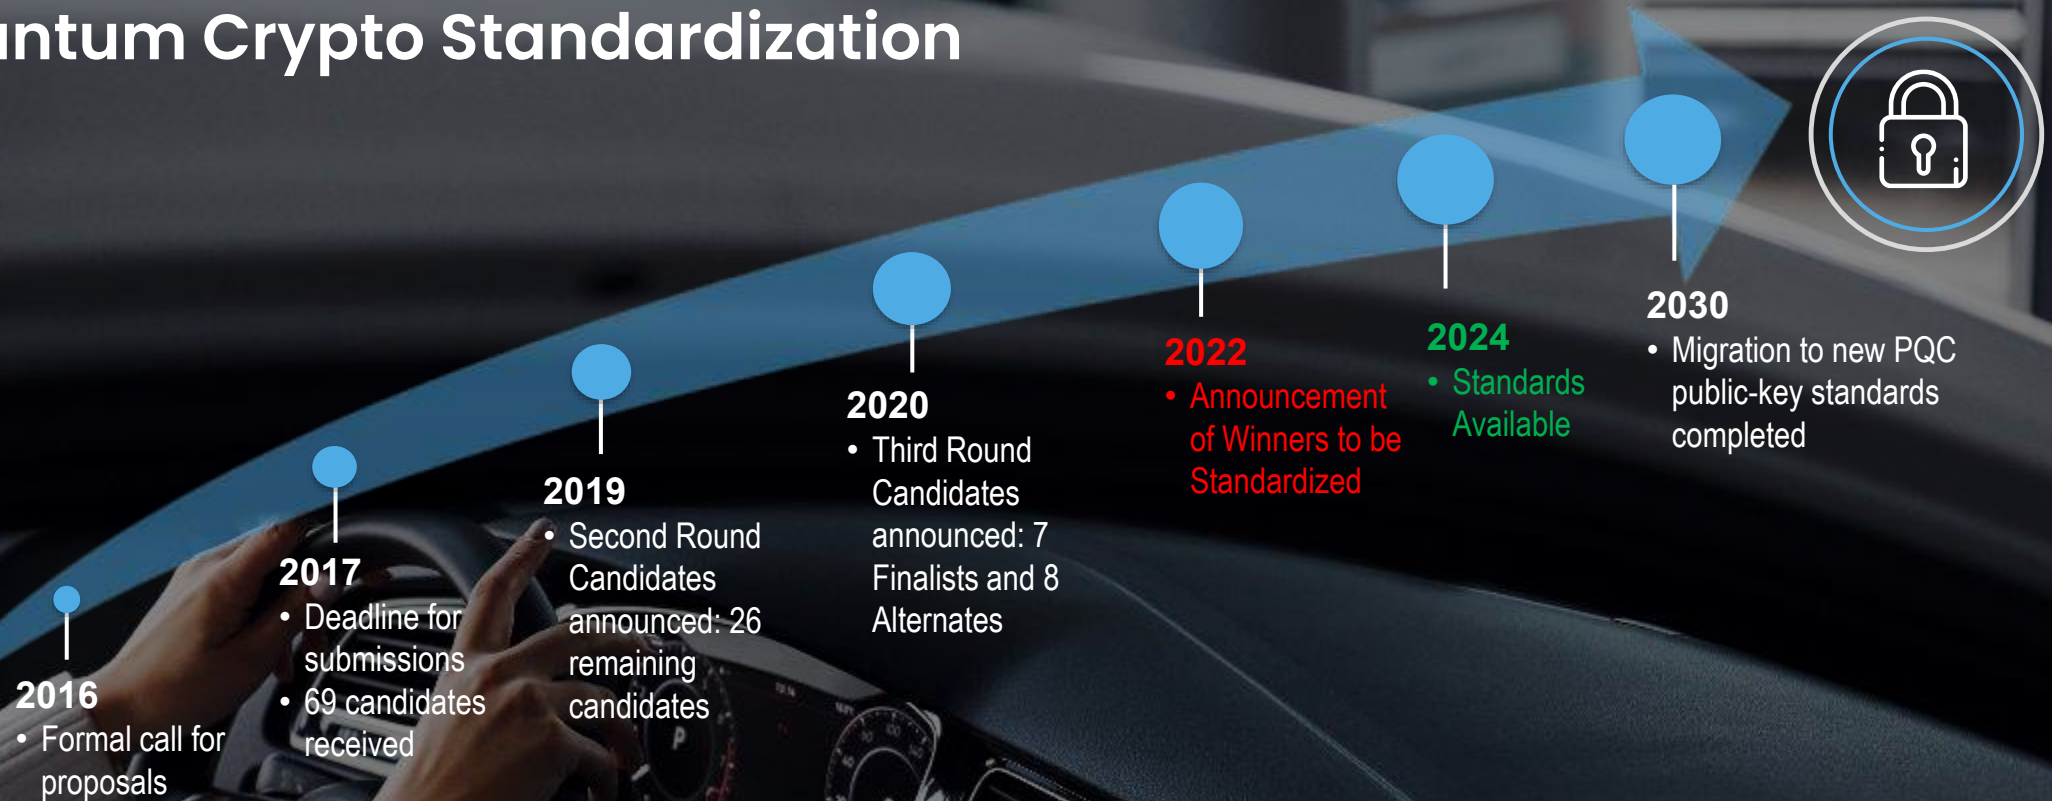 ntum Crypto Standardization
2016
• Formal call for
proposals
2017
• Deadline for
submissions
• 69 candidates
received
2019
• Second Round
Candidates
announced: 26
remaining
candidates
2020
• Third Round
Candidates
announced: 7
Finalists and 8
Alternates
2022
• Announcement
of Winners to be
Standardized
2024
• Standards
Available
2030
• Migration to new PQC
public-key standards
completed
P